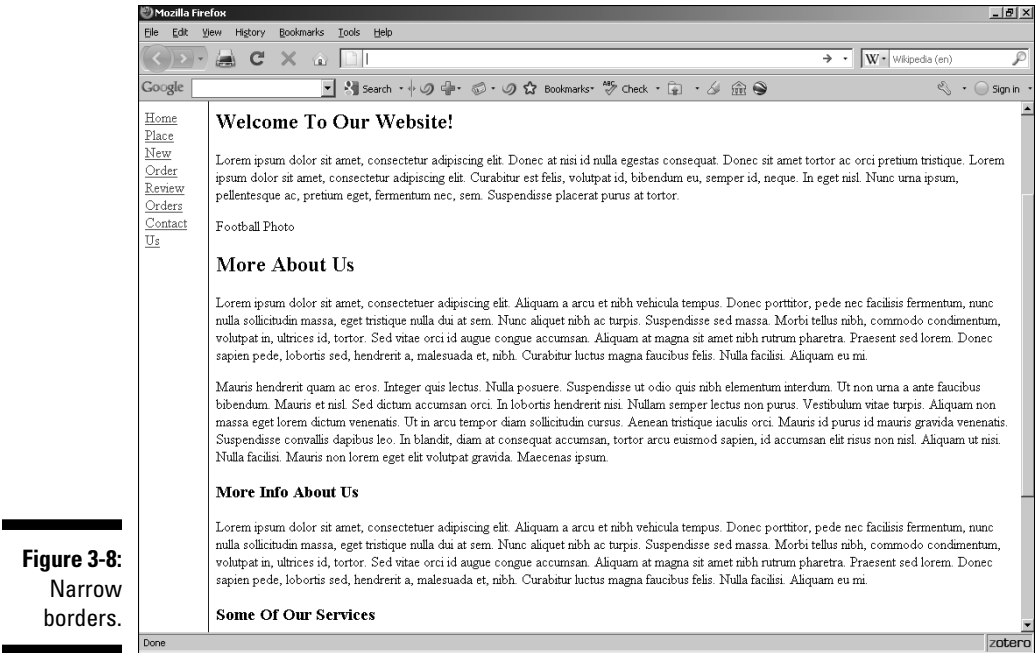 Mozilla Firefox
File Edit View History Bookmarks Tools Help
W Wikipedia (en)
Google Search Bookmarks ABC Check Sign in
Home
Place
New
Order
Review
Orders
Contact
Us
Welcome To Our Website!
Lorem ipsum dolor sit amet, consectetur adipiscing elit. Donec at nisi id nulla egestas consequat. Donec sit amet tortor ac orci pretium tristique. Lorem
ipsum dolor sit amet, consectetur adipiscing elit. Curabitur est felis, volutpat id, bibendum eu, semper id, neque. In eget nisl. Nunc urna ipsum,
pellentesque ac, pretium eget, fermentum nec, sem. Suspendisse placerat purus at tortor.
Football Photo
More About Us
Lorem ipsum dolor sit amet, consectetuer adipiscing elit. Aliquam a arcu et nibh vehicula tempus. Donec porttitor, pede nec facilisis fermentum, nunc
nulla sollicitudin massa, eget tristique nulla dui at sem. Nunc aliquet nibh ac turpis. Suspendisse sed massa. Morbi tellus nibh, commodo condimentum,
volutpat in, ultrices id, tortor. Sed vitae orci id augue congue accumsan. Aliquam at magna sit amet nibh rutrum pharetra. Praesent sed lorem. Donec
sapien pede, lobortis sed, hendrerit a, malesuada et, nibh. Curabitur luctus magna faucibus felis. Nulla facilisi. Aliquam eu mi.
Mauris hendrerit quam ac eros. Integer quis lectus. Nulla posuere. Suspendisse ut odio quis nibh elementum interdum. Ut non urna a ante faucibus
bibendum. Mauris et nisl. Sed dictum accumsan orci. In lobortis hendrerit nisi. Nullam semper lectus non purus. Vestibulum vitae turpis. Aliquam non
massa eget lorem dictum venenatis. Ut in arcu tempor diam sollicitudin cursus. Aenean tristique iaculis orci. Mauris id purus id mauris gravida venenatis.
Suspendisse convallis dapibus leo. In blandit, diam at consequat accumsan, tortor arcu euismod sapien, id accumsan elit risus non nisl. Aliquam ut nisi.
Nulla facilisi. Mauris non lorem eget elit volutpat gravida. Maecenas ipsum.
More Info About Us
Lorem ipsum dolor sit amet, consectetuer adipiscing elit. Aliquam a arcu et nibh vehicula tempus. Donec porttitor, pede nec facilisis fermentum, nunc
nulla sollicitudin massa, eget tristique nulla dui at sem. Nunc aliquet nibh ac turpis. Suspendisse sed massa. Morbi tellus nibh, commodo condimentum,
volutpat in, ultrices id, tortor. Sed vitae orci id augue congue accumsan. Aliquam at magna sit amet nibh rutrum pharetra. Praesent sed lorem. Donec
sapien pede, lobortis sed, hendrerit a, malesuada et, nibh. Curabitur luctus magna faucibus felis. Nulla facilisi. Aliquam eu mi.
Some Of Our Services
Done zotero
Figure 3-8:
Narrow
borders.